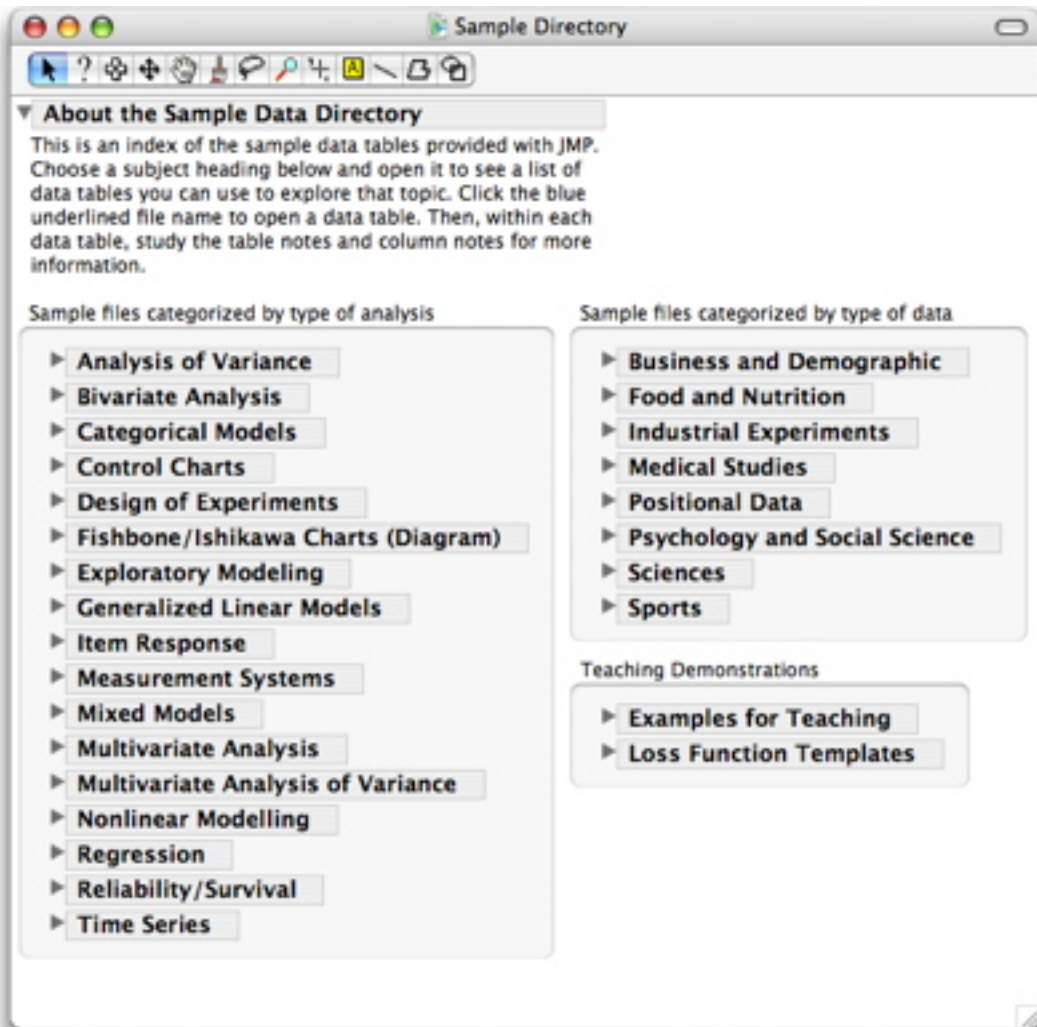 Sample Directory
?
A
About the Sample Data Directory
This is an index of the sample data tables provided with JMP.
Choose a subject heading below and open it to see a list of
data tables you can use to explore that topic. Click the blue
underlined file name to open a data table. Then, within each
data table, study the table notes and column notes for more
information.
Sample files categorized by type of analysis
Analysis of Variance
Bivariate Analysis
Categorical Models
Control Charts
Design of Experiments
Fishbone/Ishikawa Charts (Diagram)
Exploratory Modeling
Generalized Linear Models
Item Response
Measurement Systems
Mixed Models
Multivariate Analysis
Multivariate Analysis of Variance
Nonlinear Modelling
Regression
Reliability/Survival
Time Series
Sample files categorized by type of data
Business and Demographic
Food and Nutrition
Industrial Experiments
Medical Studies
Positional Data
Psychology and Social Science
Sciences
Sports
Teaching Demonstrations
Examples for Teaching
Loss Function Templates